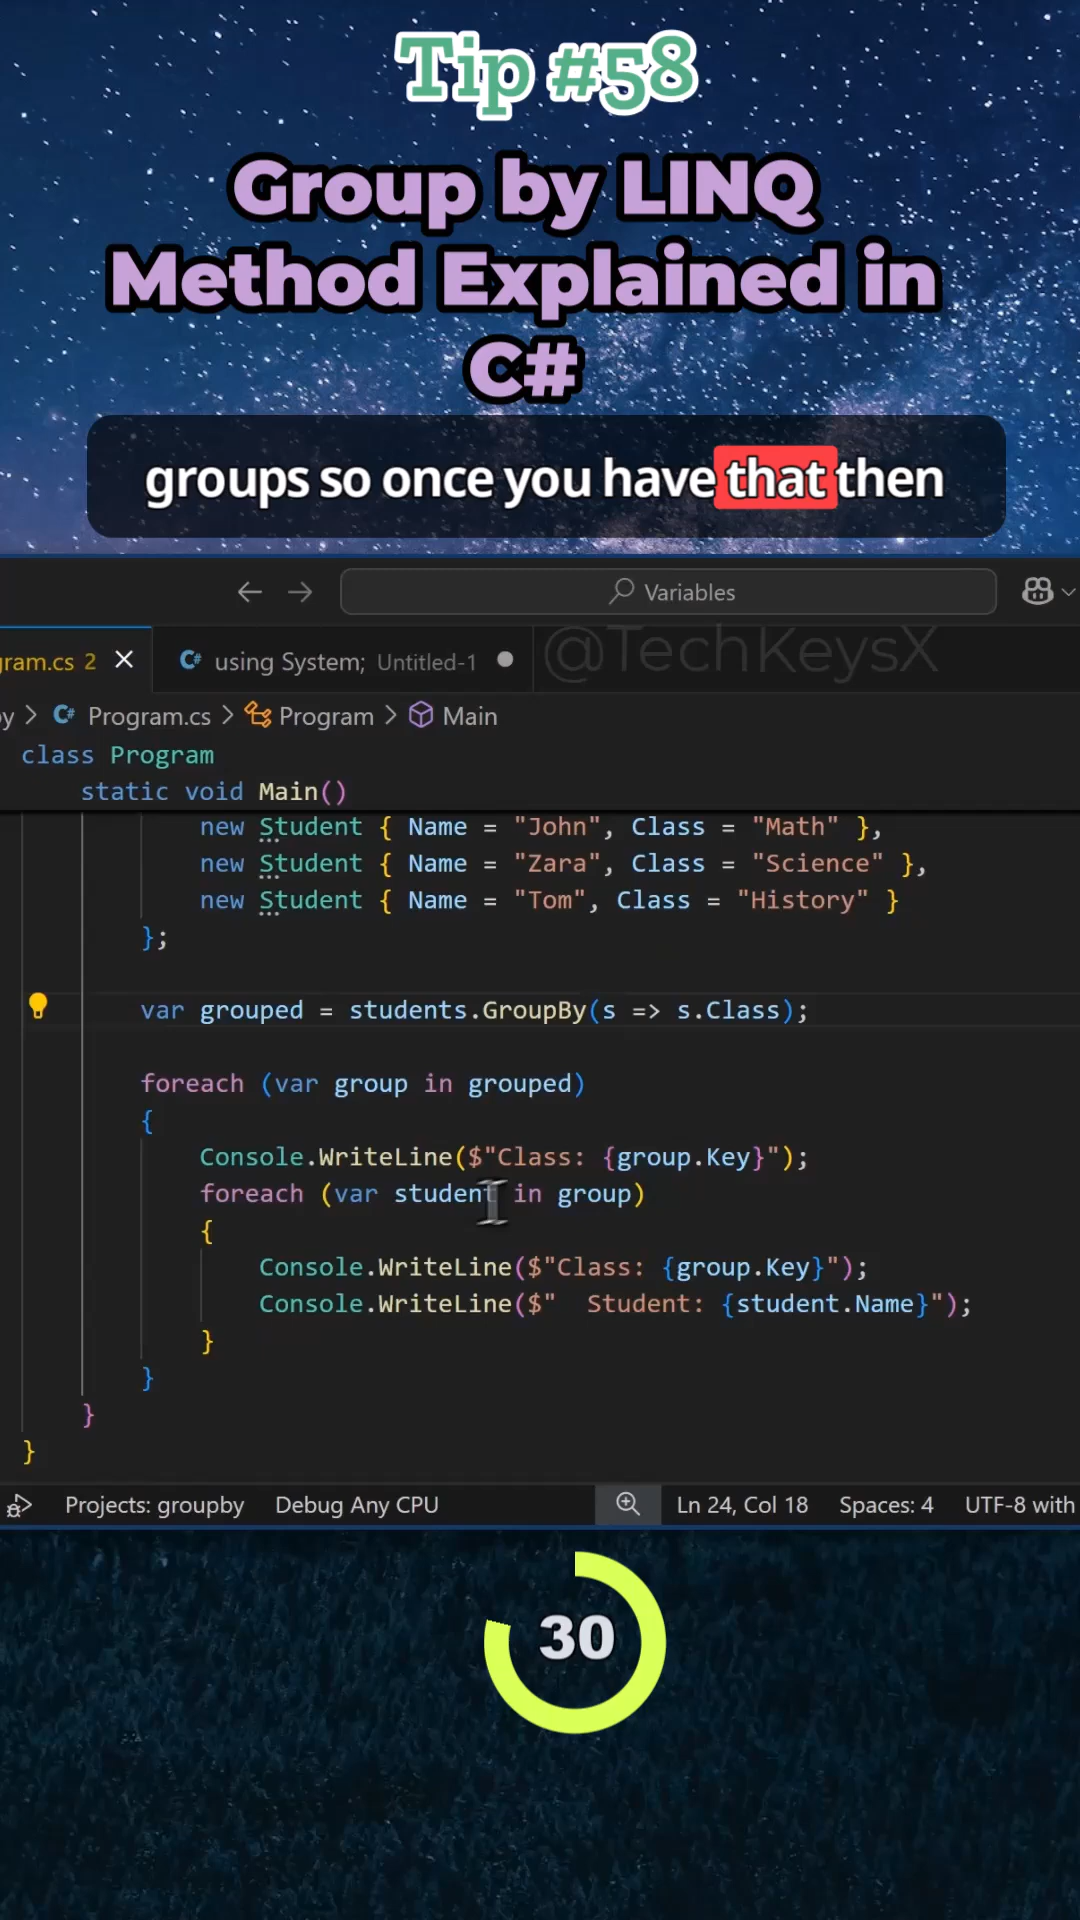 Tip #58
Group by LINQ
Method Explained in
C#
groups so once you have that then
Variables
gram.cs 2
using System; Untitled-1
@TechKeysX
y > Program.cs > Program > Main
class Program
static void Main()
new Student { Name = "John", Class = "Math" },
new Student { Name = "Zara", Class = "Science" },
new Student { Name = "Tom", Class = "History" }
};
var grouped = students.GroupBy(s => s.Class);
foreach (var group in grouped)
{
Console.WriteLine($"Class: {group.Key}");
foreach (var student in group)
{
Console.WriteLine($"Class: {group.Key}");
Console.WriteLine($"  Student: {student.Name}");
}
}
}
}
Projects: groupby Debug Any CPU Ln 24, Col 18 Spaces: 4 UTF-8 with
30